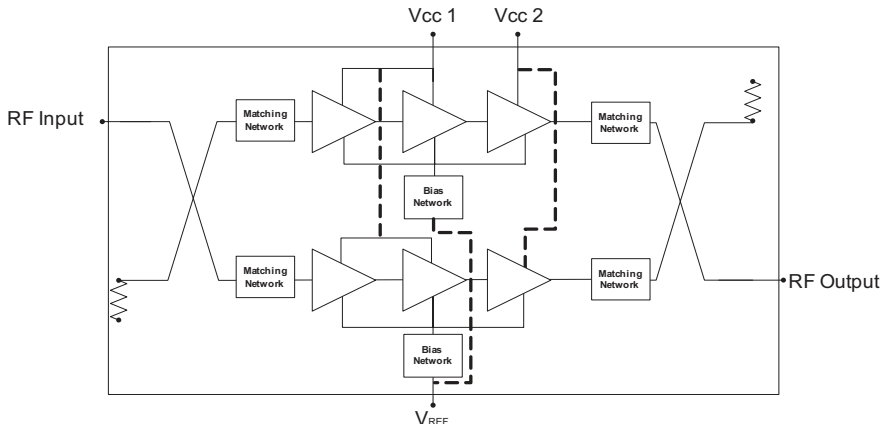 Vcc 1
Vcc 2
RF Input
Matching
Network
Matching
Network
Bias
Network
Matching
Network
Matching
Network
RF Output
Bias
Network
VREF